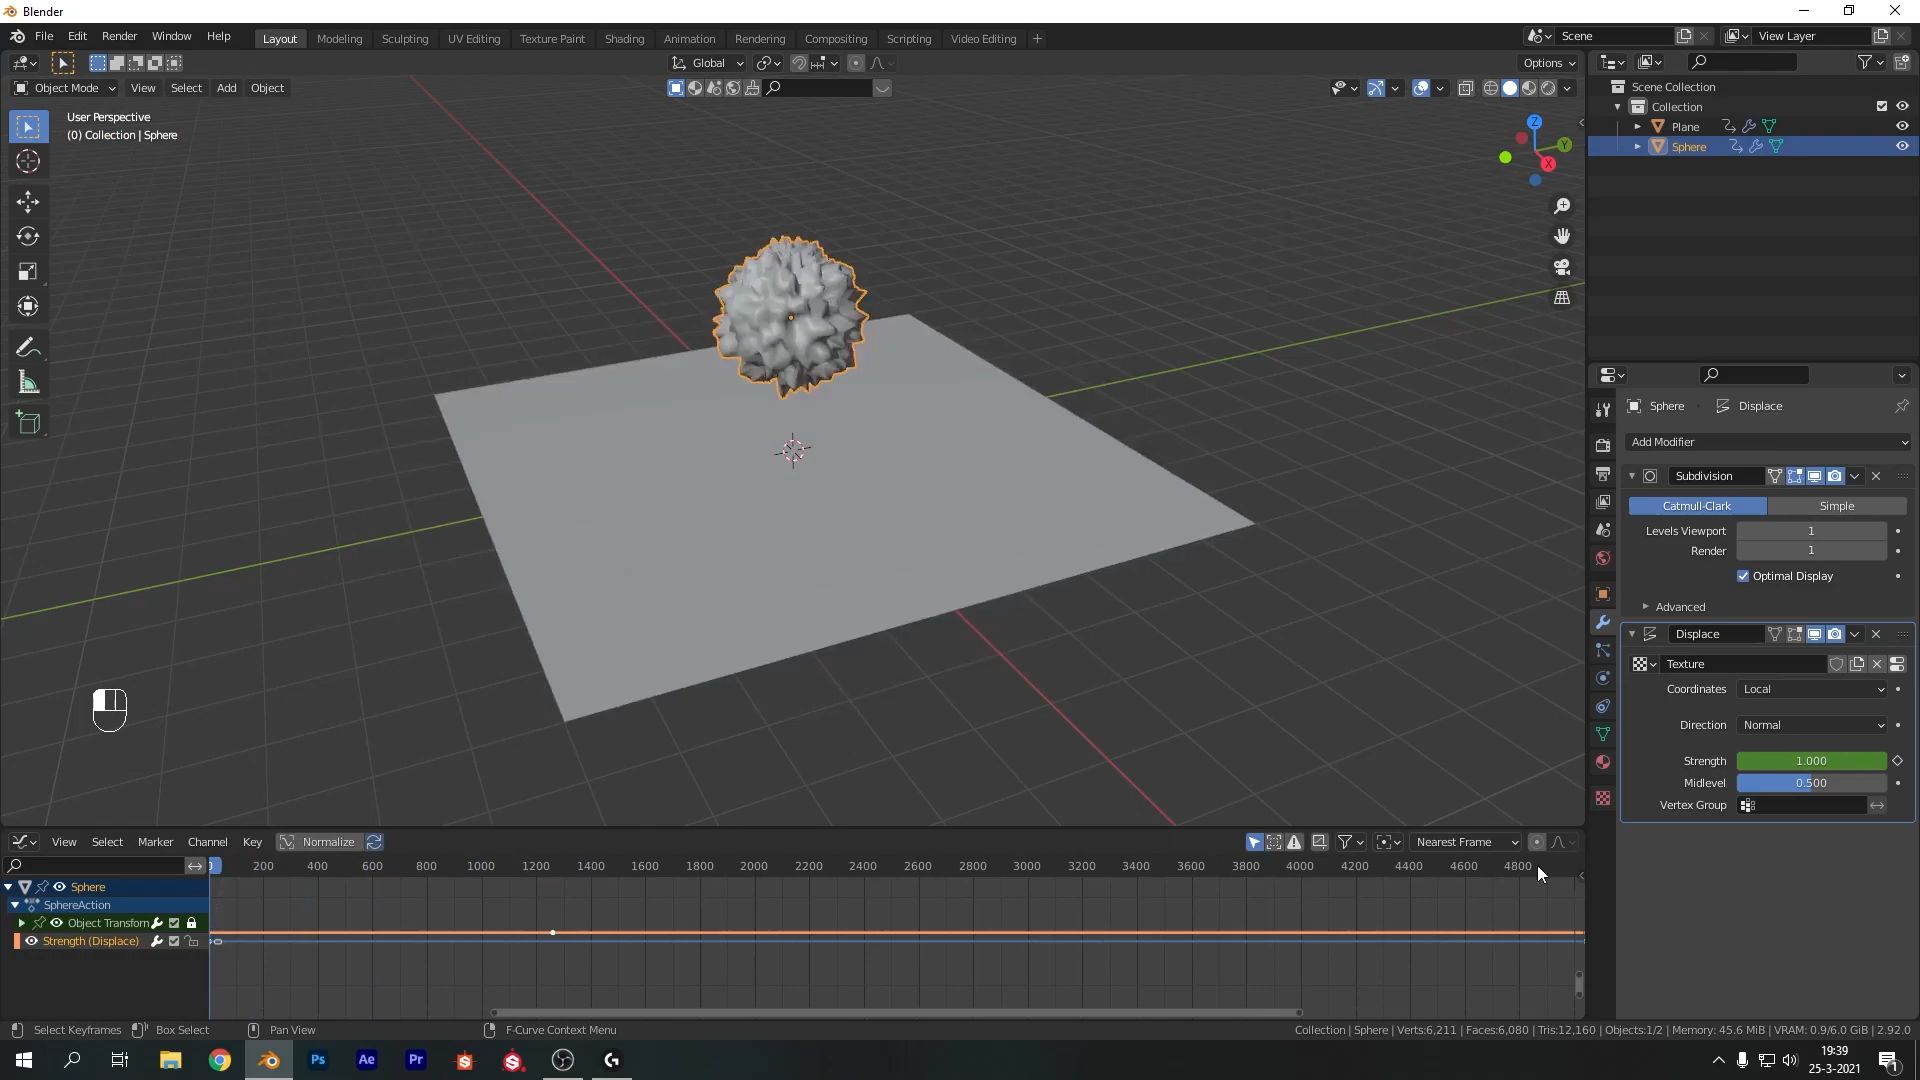 Blender
File Edit Render Window Help
Layout Modeling Sculpting UV Editing Texture Paint Shading Animation Rendering Compositing Scripting Video Editing +
Scene View Layer
Global Options
Object Mode View Select Add Object
User Perspective
(0) Collection | Sphere
Z
Y
X
Scene Collection
Collection
Plane
Sphere
Sphere Displace
Add Modifier
Subdivision
Catmull-Clark Simple
Levels Viewport 1
Render 1
Optimal Display
Advanced
Displace
Texture
Coordinates Local
Direction Normal
Strength 1.000
Midlevel 0.500
Vertex Group
View Select Marker Channel Key Normalize Nearest Frame
200 400 600 800 1000 1200 1400 1600 1800 2000 2200 2400 2600 2800 3000 3200 3400 3600 3800 4000 4200 4400 4600 4800
Sphere
SphereAction
Object Transforn
Strength (Displace)
Select Keyframes Box Select Pan View F-Curve Context Menu
Collection | Sphere | Verts:6,211 | Faces:6,080 | Tris:12,160 | Objects:1/2 | Memory: 45.6 MiB | VRAM: 0.9/6.0 GiB | 2.92.0
Ps Ae Pr
19:39
25-3-2021
1